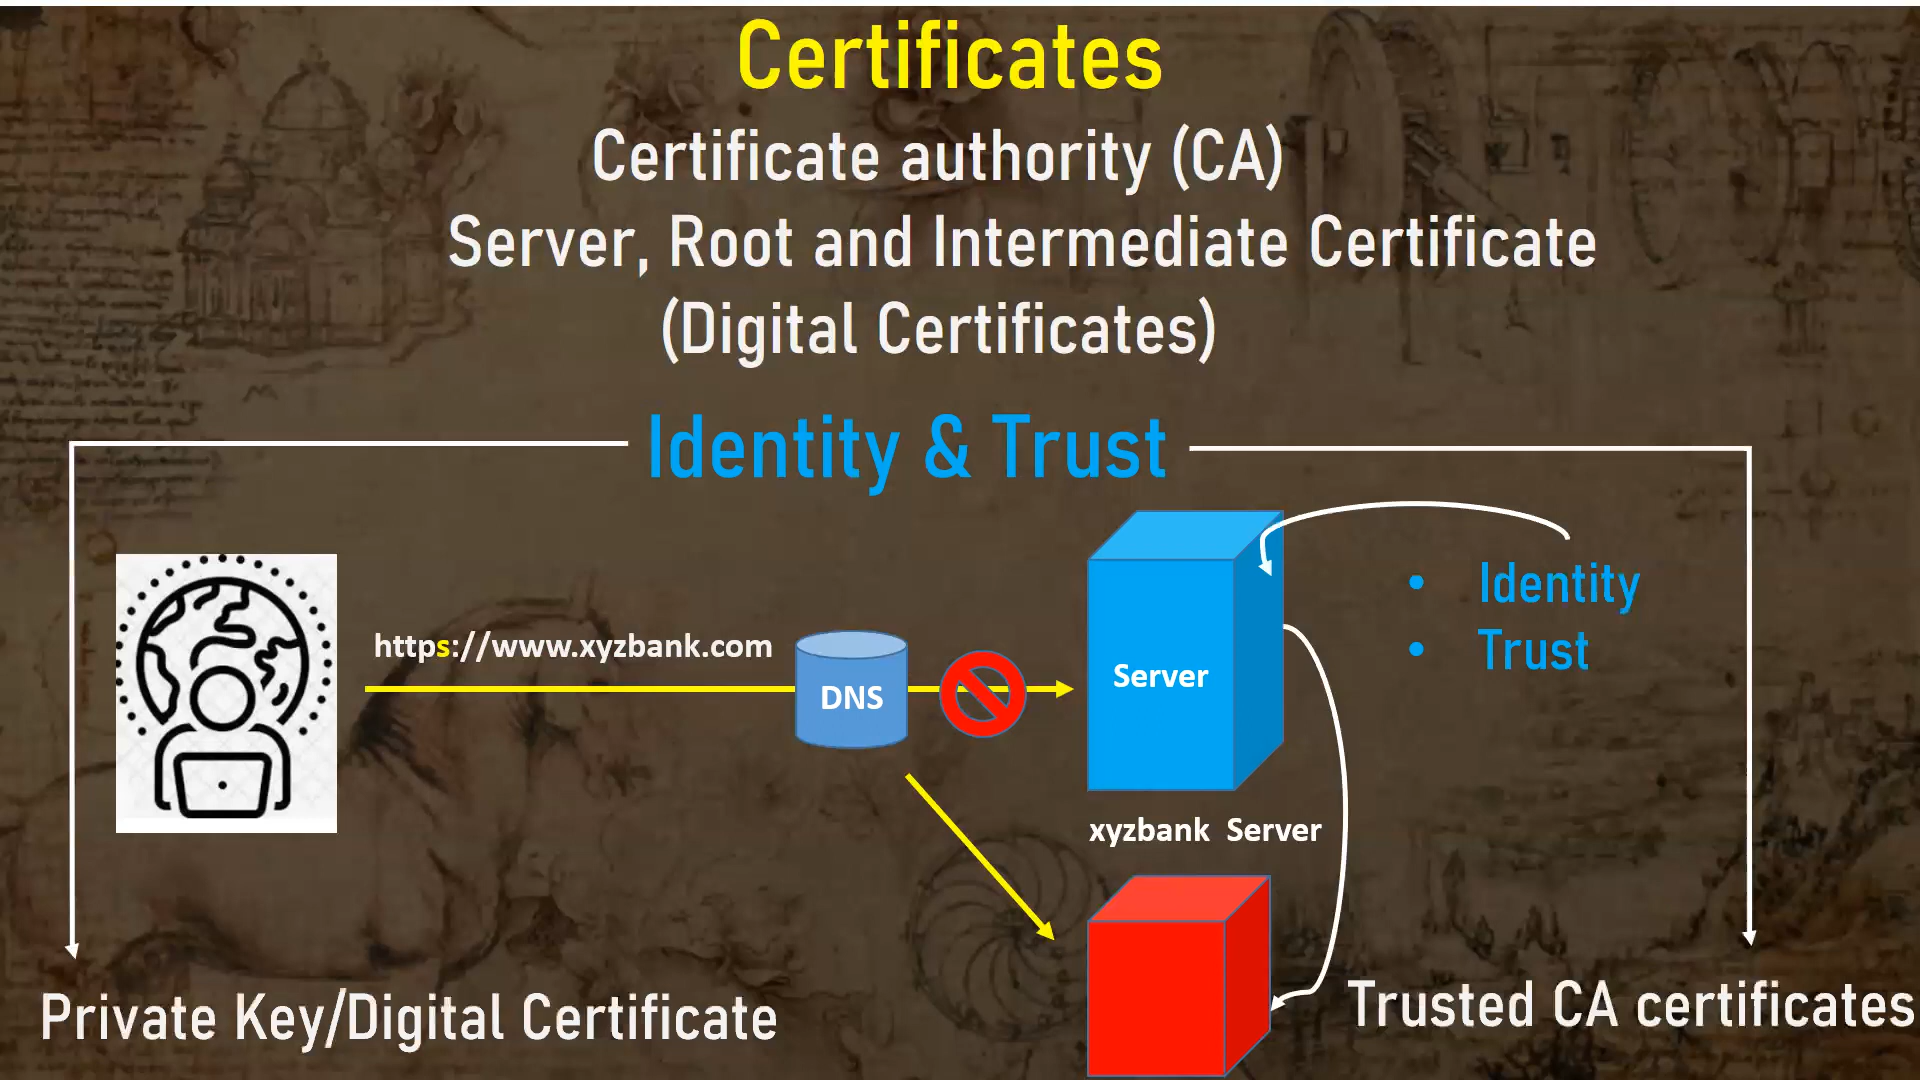 Certificates
Certificate authority (CA)
Server, Root and Intermediate Certificate
(Digital Certificates)
Identity & Trust
• Identity
• Trust
https://www.xyzbank.com
DNS
Server
xyzbank Server
Private Key/Digital Certificate
Trusted CA certificates